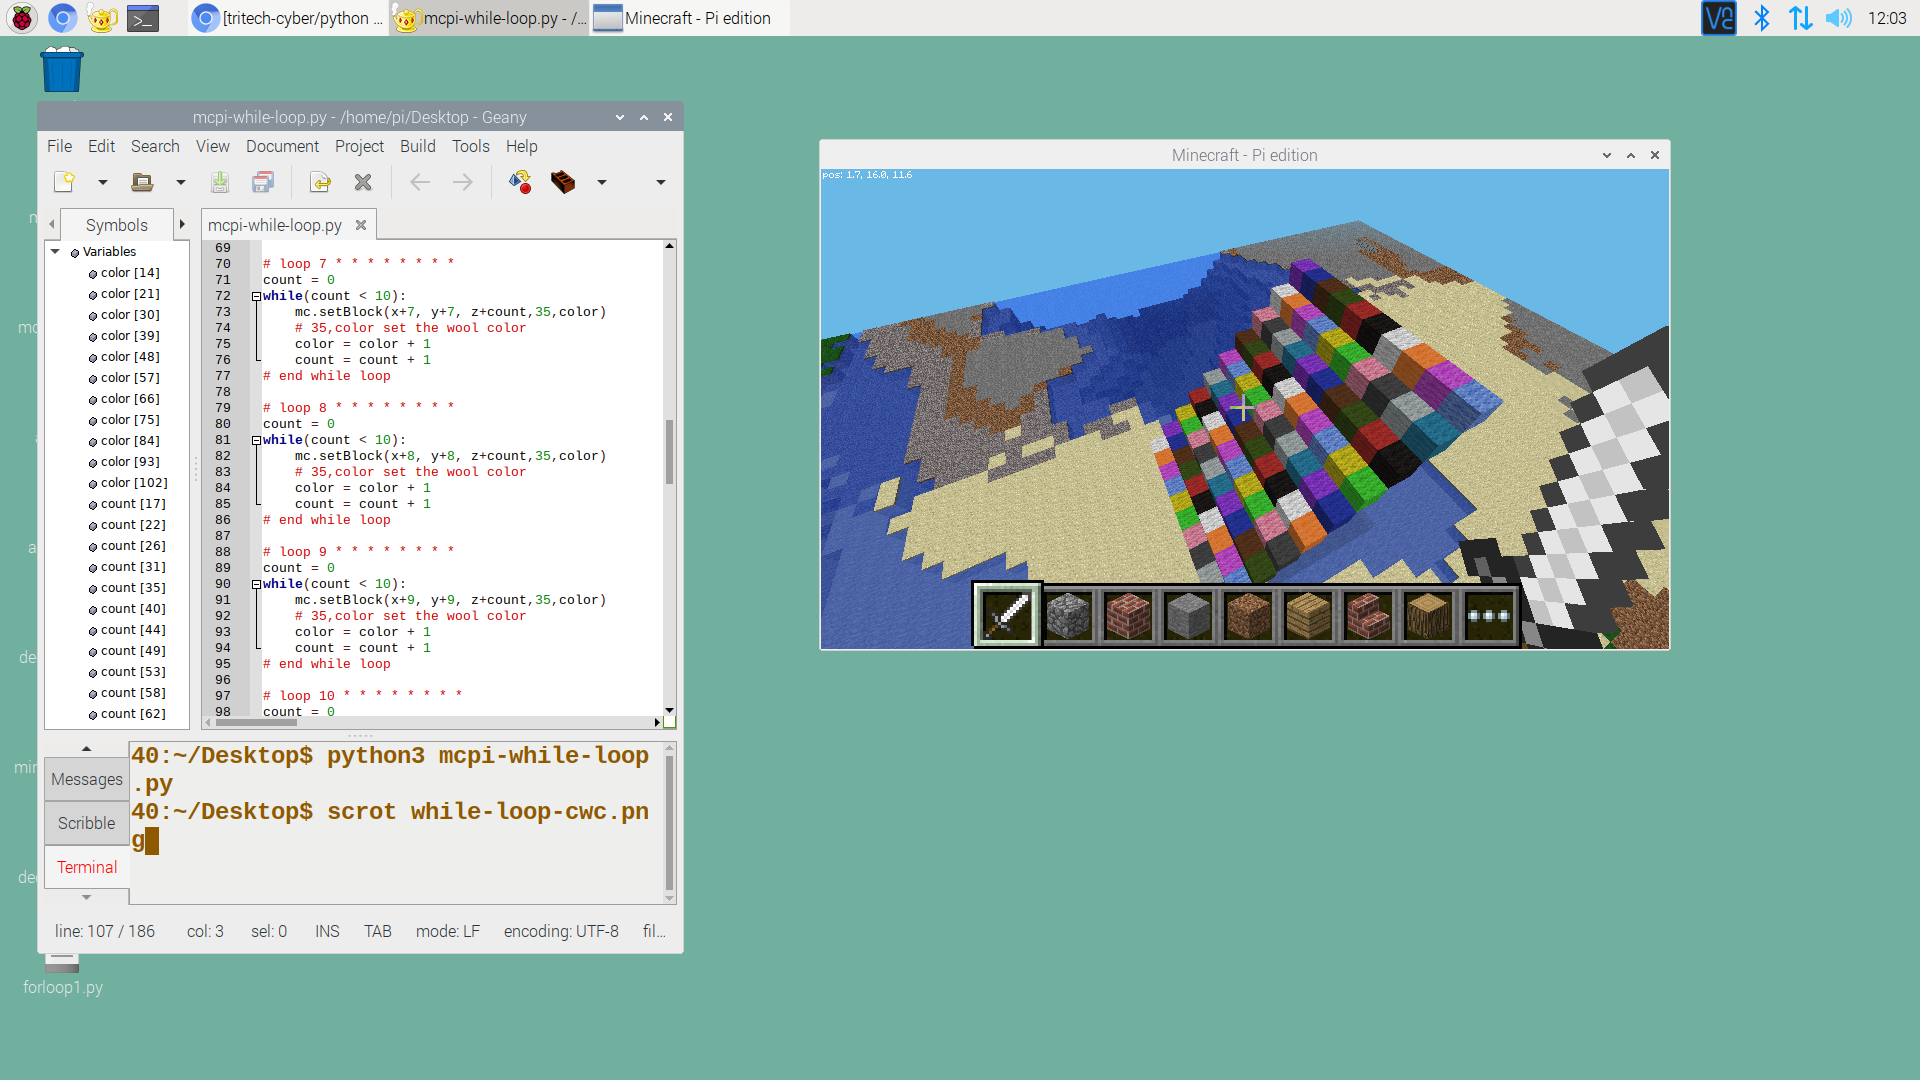 [tritech-cyber/python ...
mcpi-while-loop.py - /...
Minecraft - Pi edition
12:03
mcpi-while-loop.py - /home/pi/Desktop - Geany
File Edit Search View Document Project Build Tools Help
Symbols
mcpi-while-loop.py
Variables
color [14]
color [21]
color [30]
color [39]
color [48]
color [57]
color [66]
color [75]
color [84]
color [93]
color [102]
count [17]
count [22]
count [26]
count [31]
count [35]
count [40]
count [44]
count [49]
count [53]
count [58]
count [62]
69
70 # loop 7 * * * * * * * *
71 count = 0
72 while(count < 10):
73 mc.setBlock(x+7, y+7, z+count,35,color)
74 # 35,color set the wool color
75 color = color + 1
76 count = count + 1
77 # end while loop
78
79 # loop 8 * * * * * * * *
80 count = 0
81 while(count < 10):
82 mc.setBlock(x+8, y+8, z+count,35,color)
83 # 35,color set the wool color
84 color = color + 1
85 count = count + 1
86 # end while loop
87
88 # loop 9 * * * * * * * *
89 count = 0
90 while(count < 10):
91 mc.setBlock(x+9, y+9, z+count,35,color)
92 # 35,color set the wool color
93 color = color + 1
94 count = count + 1
95 # end while loop
96
97 # loop 10 * * * * * * * *
98 count = 0
Messages
Scribble
Terminal
40:~/Desktop$ python3 mcpi-while-loop
.py
40:~/Desktop$ scrot while-loop-cwc.pn
g
line: 107 / 186 col: 3 sel: 0 INS TAB mode: LF encoding: UTF-8 fil...
forloop1.py
Minecraft - Pi edition
pos: 1.7, 16.0, 11.6